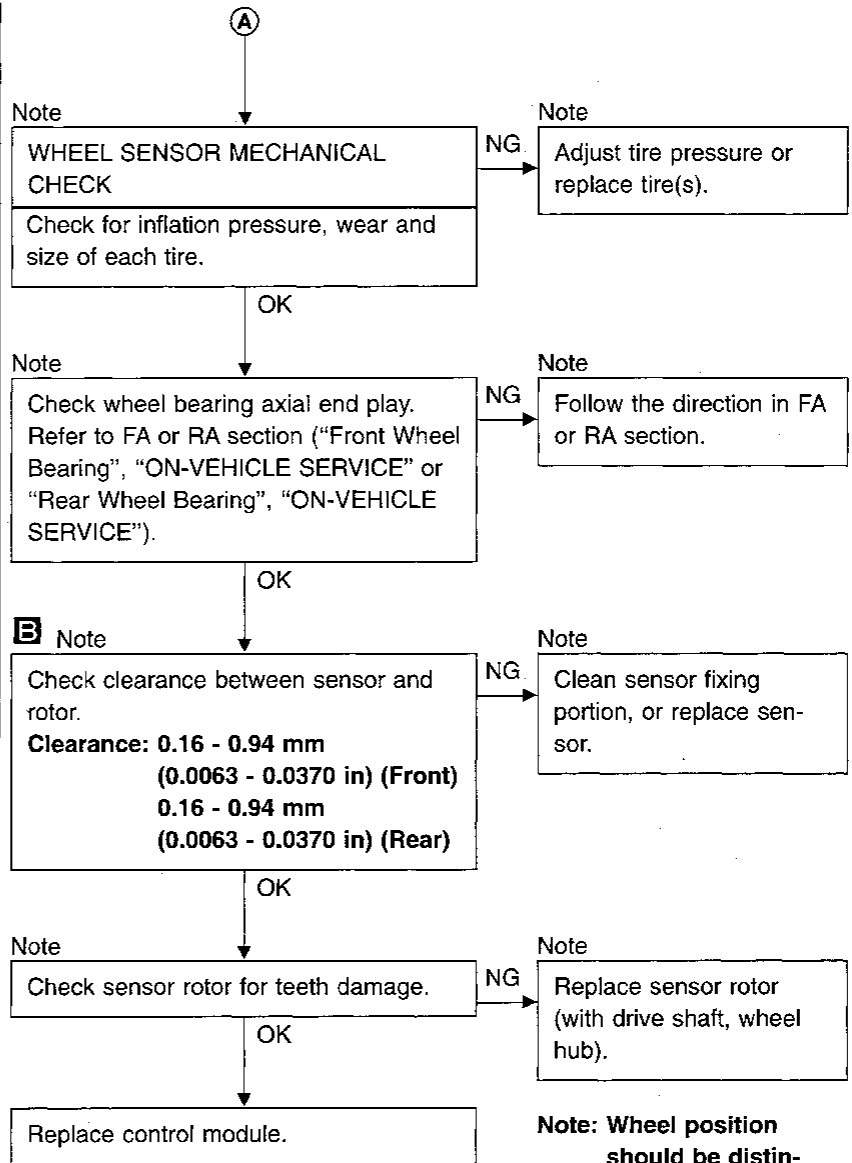 A
Note
WHEEL SENSOR MECHANICAL
CHECK
Check for inflation pressure, wear and
size of each tire.
NG
Note
Adjust tire pressure or
replace tire(s).
OK
Note
Check wheel bearing axial end play.
Refer to FA or RA section ("Front Wheel
Bearing", "ON-VEHICLE SERVICE" or
"Rear Wheel Bearing", "ON-VEHICLE
SERVICE").
NG
Note
Follow the direction in FA
or RA section.
OK
B Note
Check clearance between sensor and
rotor.
Clearance: 0.16 - 0.94 mm
(0.0063 - 0.0370 in) (Front)
0.16 - 0.94 mm
(0.0063 - 0.0370 in) (Rear)
NG
Note
Clean sensor fixing
portion, or replace sen-
sor.
OK
Note
Check sensor rotor for teeth damage.
NG
Note
Replace sensor rotor
(with drive shaft, wheel
hub).
OK
Replace control module.
Note: Wheel position
should be distin-